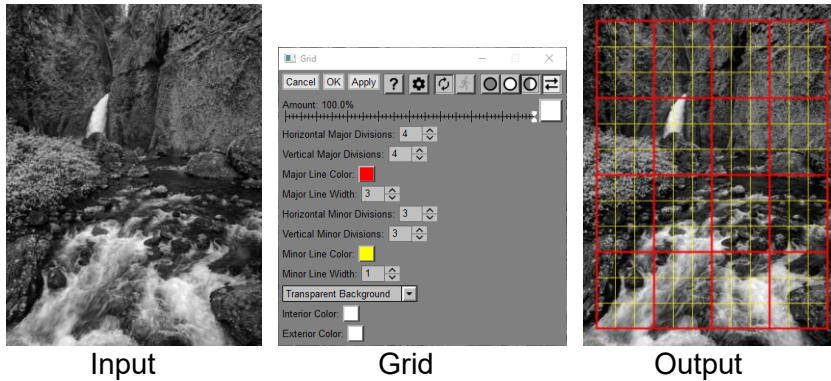 Grid
Cancel OK Apply ?
Amount: 100.0%
Horizontal Major Divisions: 4
Vertical Major Divisions: 4
Major Line Color:
Major Line Width: 3
Horizontal Minor Divisions: 3
Vertical Minor Divisions: 3
Minor Line Color:
Minor Line Width: 1
Transparent Background
Interior Color:
Exterior Color:
Input Grid Output